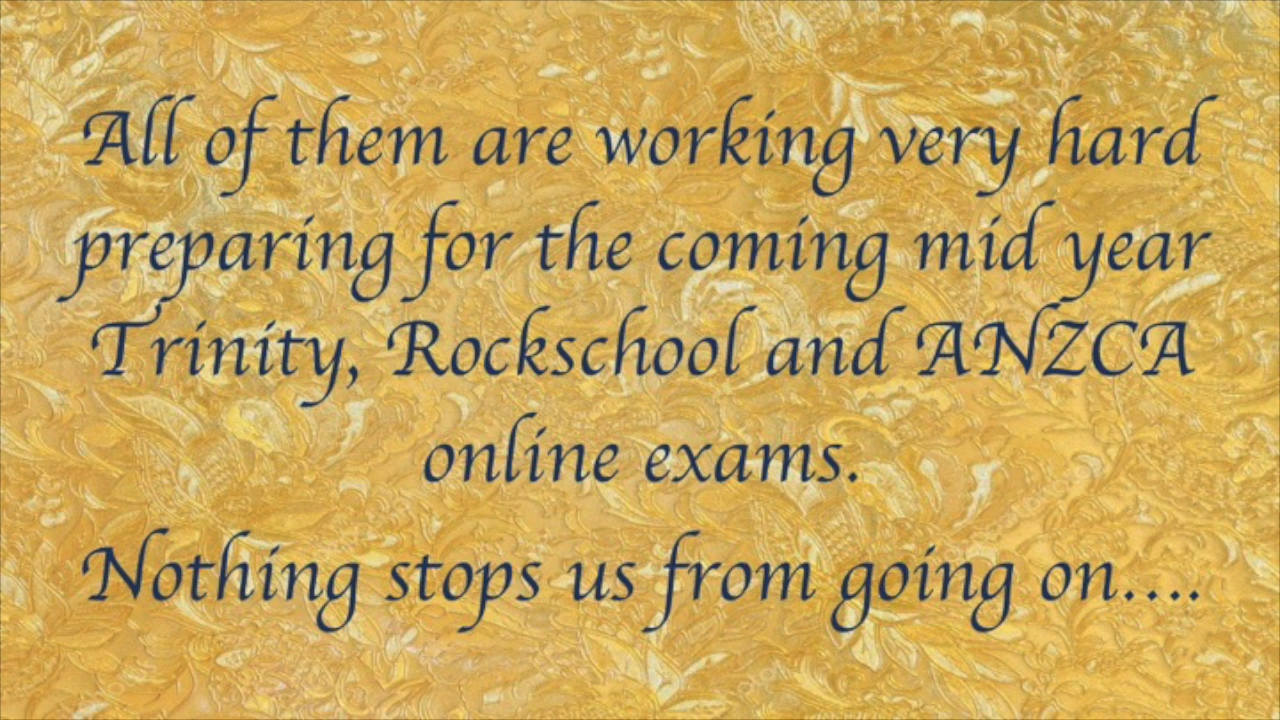 All of them are working very hard
preparing for the coming mid year
Trinity, Rockschool and ANZCA
online exams.
Nothing stops us from going on....